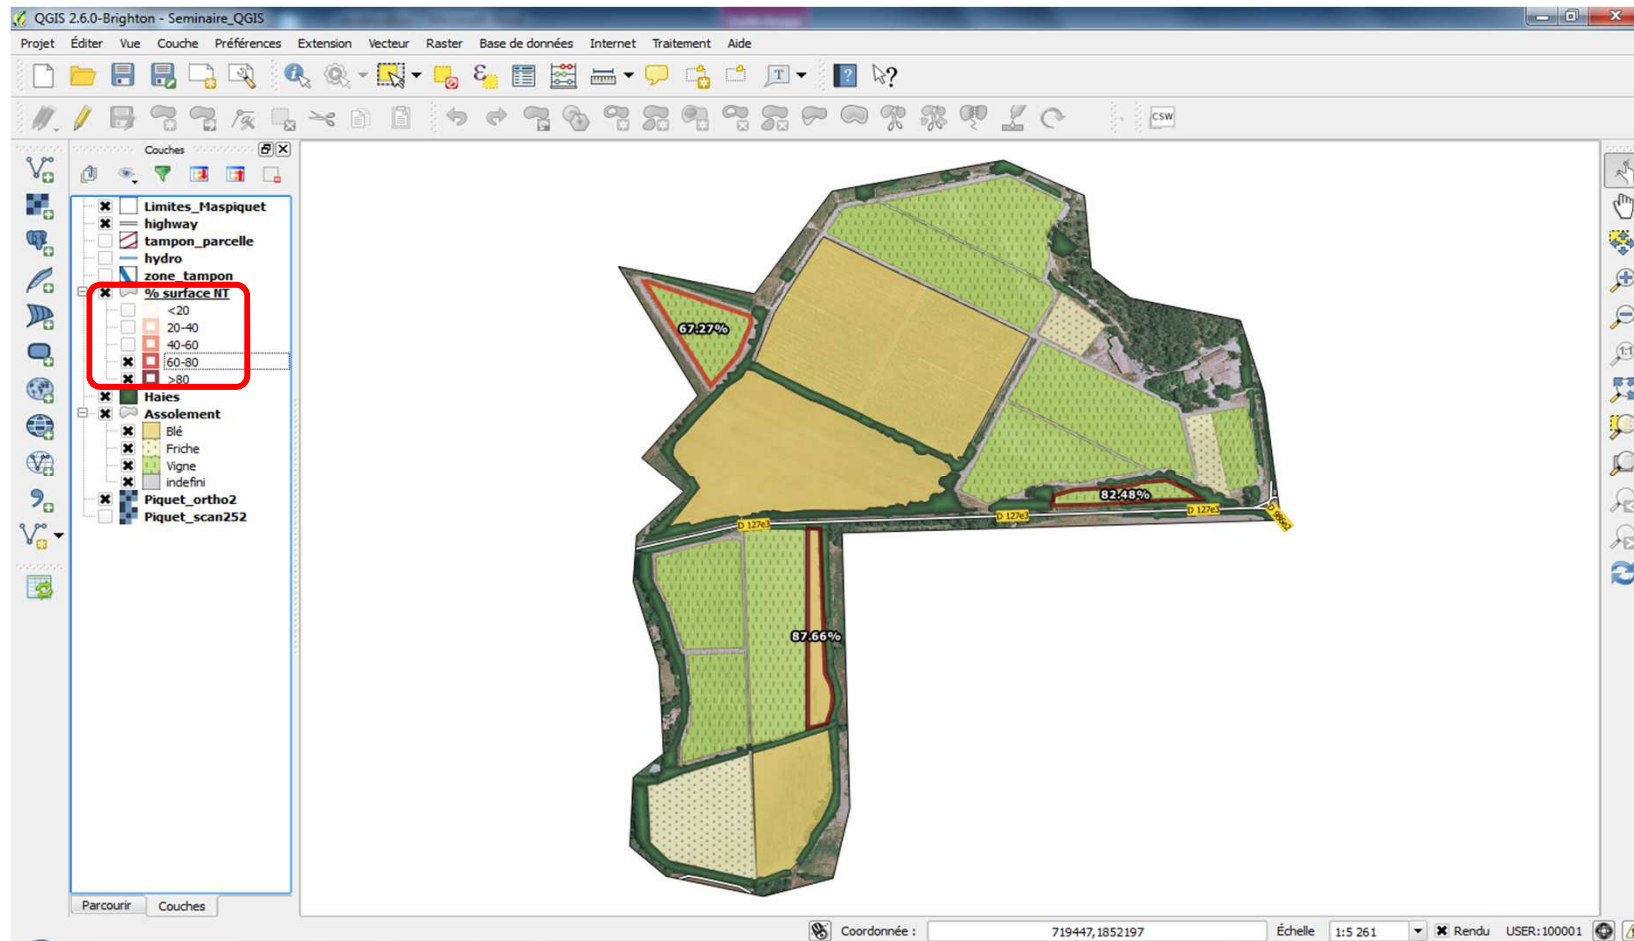 QGIS 2.6.0-Brighton - Seminaire_QGIS
Projet Éditer Vue Couche Préférences Extension Vecteur Raster Base de données Internet Traitement Aide
T
?
?
CSW
Couches
Limites_Maspiquet
highway
tampon_parcelle
hydro
zone_tampon
% surface NT
<20
20-40
40-60
60-80
>80
Haies
Assolement
Blé
Friche
Vigne
indefini
Piquet_ortho2
Piquet_scan252
67.27%
82.48%
D 127e3
D 127e3
D 127e3
87.66%
1:1
Parcourir Couches
Coordonnée : 719447,1852197 Échelle 1:5 261 Rendu USER:100001